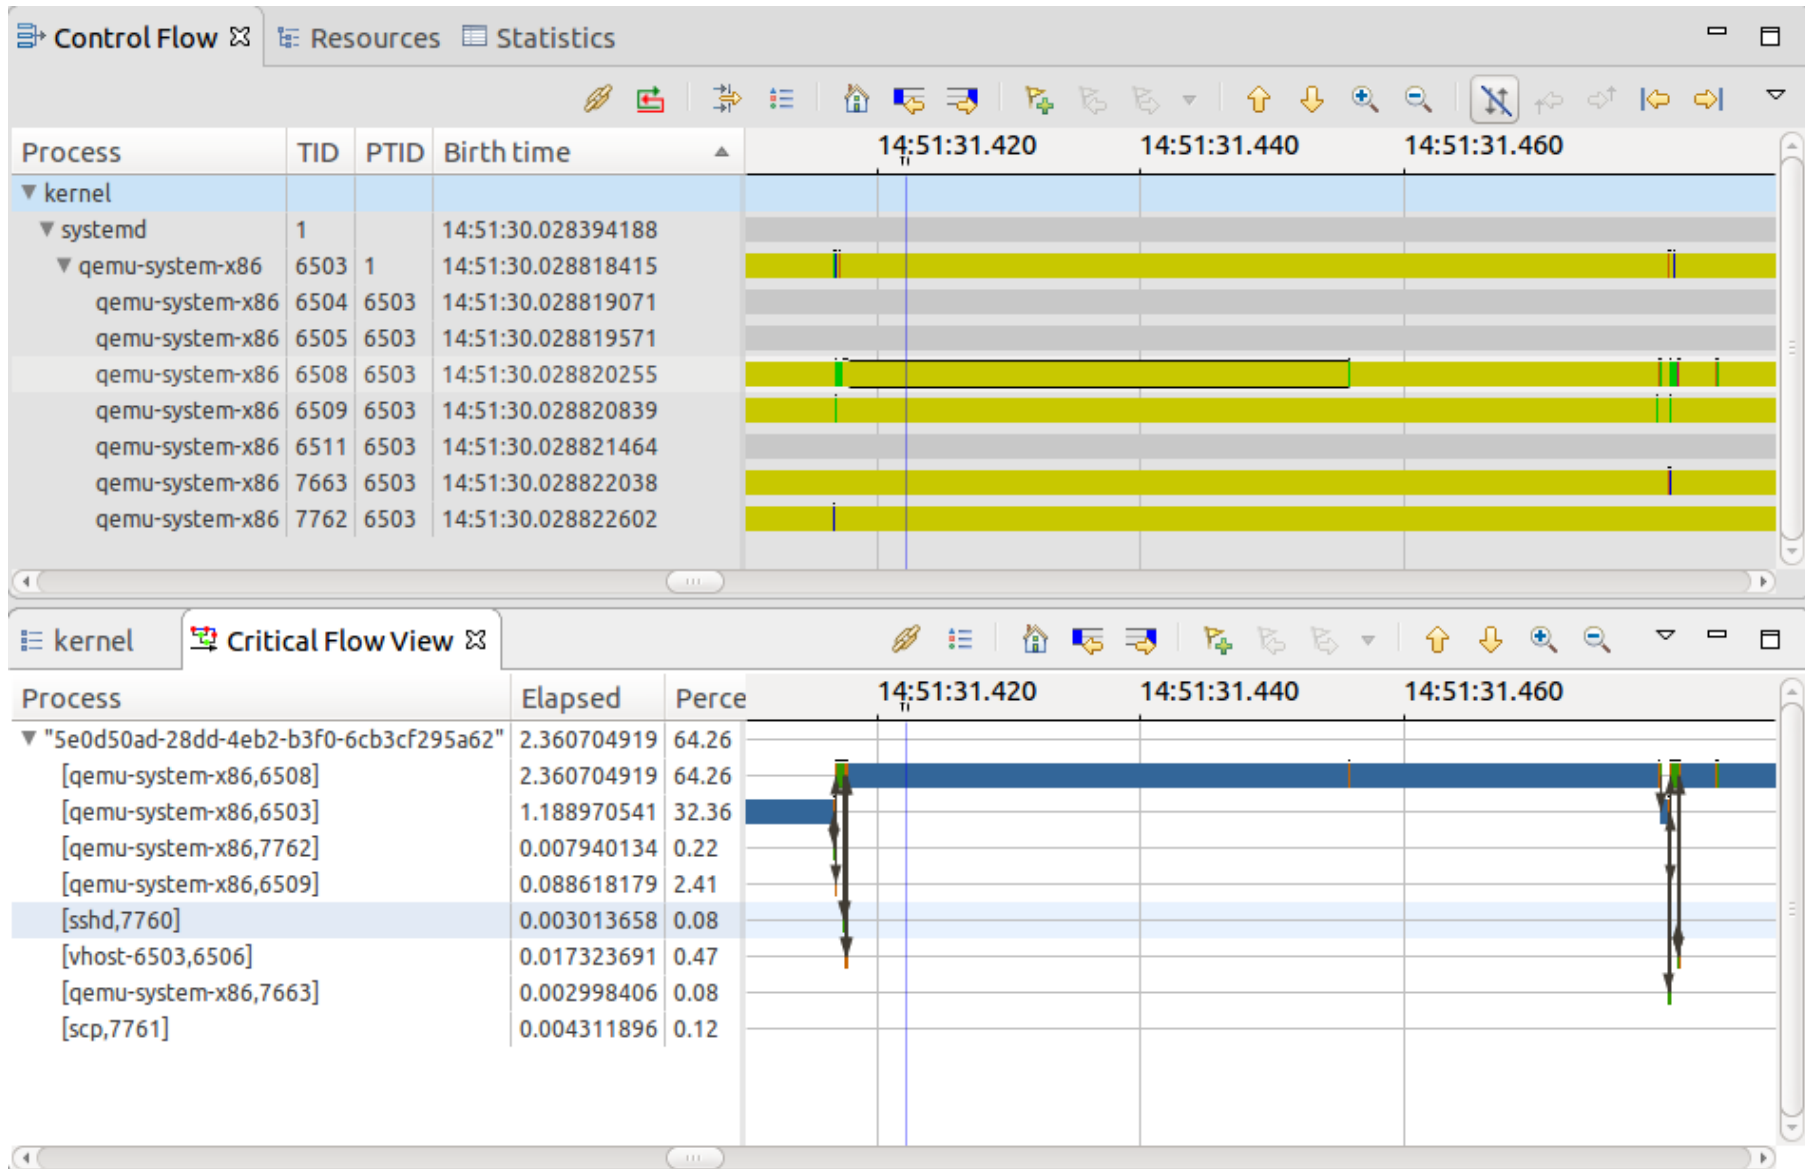 Control Flow Resources Statistics
Process TID PTID Birth time 14:51:31.420 14:51:31.440 14:51:31.460
kernel
systemd 1 14:51:30.028394188
qemu-system-x86 6503 1 14:51:30.028818415
qemu-system-x86 6504 6503 14:51:30.028819071
qemu-system-x86 6505 6503 14:51:30.028819571
qemu-system-x86 6508 6503 14:51:30.028820255
qemu-system-x86 6509 6503 14:51:30.028820839
qemu-system-x86 6511 6503 14:51:30.028821464
qemu-system-x86 7663 6503 14:51:30.028822038
qemu-system-x86 7762 6503 14:51:30.028822602
kernel Critical Flow View
Process Elapsed Perce 14:51:31.420 14:51:31.440 14:51:31.460
"5e0d50ad-28dd-4eb2-b3f0-6cb3cf295a62" 2.360704919 64.26
[qemu-system-x86,6508] 2.360704919 64.26
[qemu-system-x86,6503] 1.188970541 32.36
[qemu-system-x86,7762] 0.007940134 0.22
[qemu-system-x86,6509] 0.088618179 2.41
[sshd,7760] 0.003013658 0.08
[vhost-6503,6506] 0.017323691 0.47
[qemu-system-x86,7663] 0.002998406 0.08
[scp,7761] 0.004311896 0.12